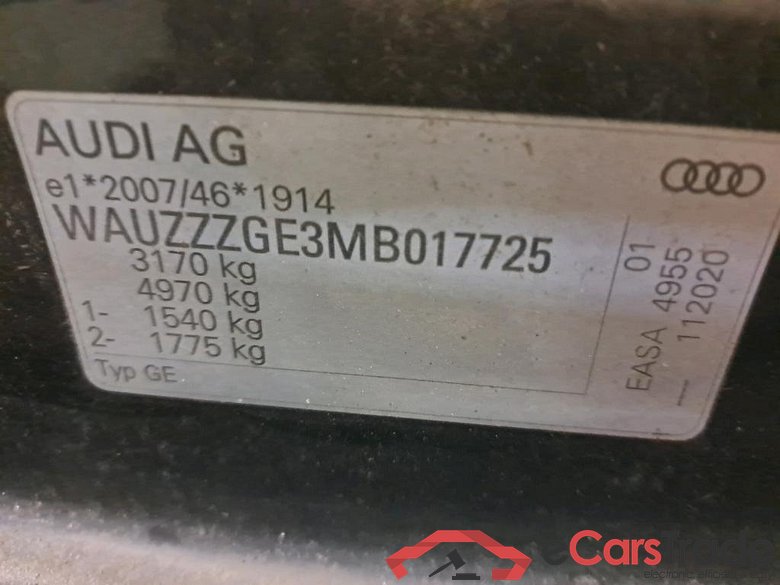 AUDI AG
e1*2007/46*1914
WAUZZZGE3MB017725
3170 kg
4970 kg
1- 1540 kg
2- 1775 kg
Typ GE
01
EASA 4955
— 112020
eCarsTrade